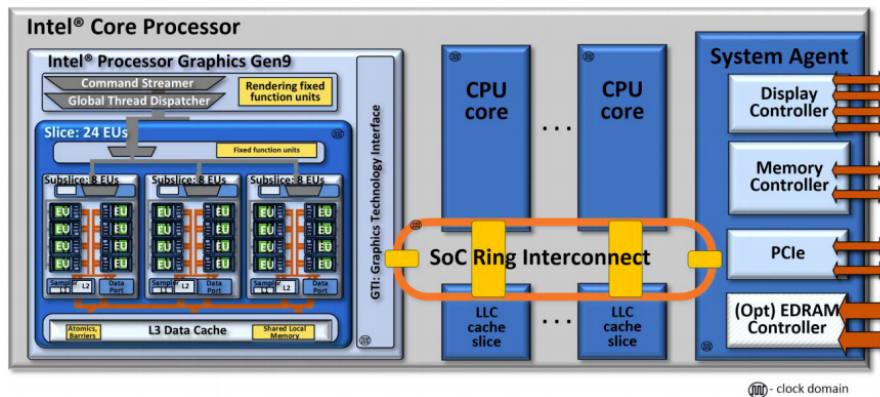 Intel® Core Processor
Intel® Processor Graphics Gen9
Command Streamer
Global Thread Dispatcher
Rendering fixed
function units
Slice: 24 EUs
Fixed function units
Subslice: 8 EUs
Subslice: 8 EUs
Subslice: 8 EUs
EU EU EU EU EU EU
EU EU EU EU EU EU
EU EU EU EU EU EU
EU EU EU EU EU EU
Sampler
L1
L2
Data
Port
Sampler
L1
L2
Data
Port
Sampler
L1
L2
Data
Port
Atomics,
Barriers
L3 Data Cache
Shared Local
Memory
GTI: Graphics Technology Interface
CPU
core
...
CPU
core
SoC Ring Interconnect
LLC
cache
slice
...
LLC
cache
slice
System Agent
Display
Controller
Memory
Controller
PCIe
(Opt) EDRAM
Controller
- clock domain